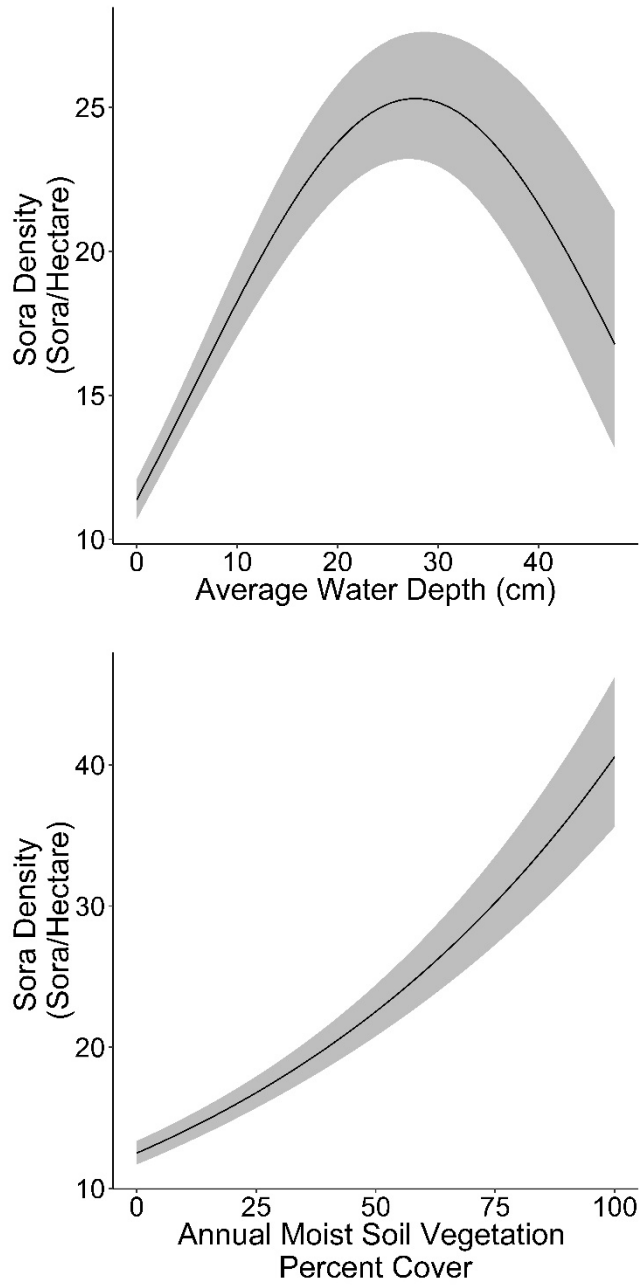 Sora Density
(Sora/Hectare)
25
20
15
10
0
10
20
30
40
Average Water Depth (cm)
Sora Density
(Sora/Hectare)
40
30
20
10
0
25
50
75
100
Annual Moist Soil Vegetation
Percent Cover